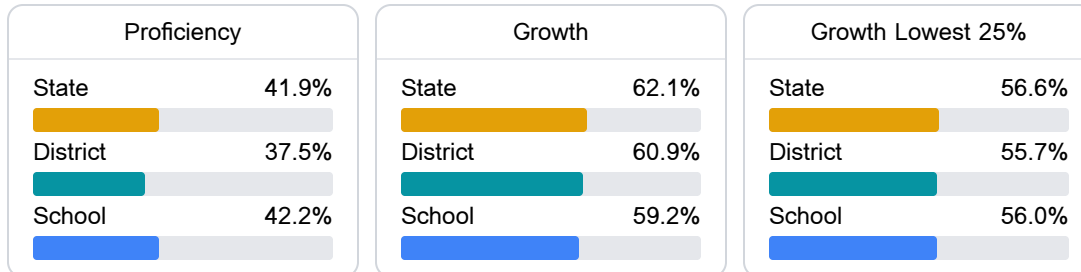 Proficiency
State 41.9%
District 37.5%
School 42.2%
Growth
State 62.1%
District 60.9%
School 59.2%
Growth Lowest 25%
State 56.6%
District 55.7%
School 56.0%